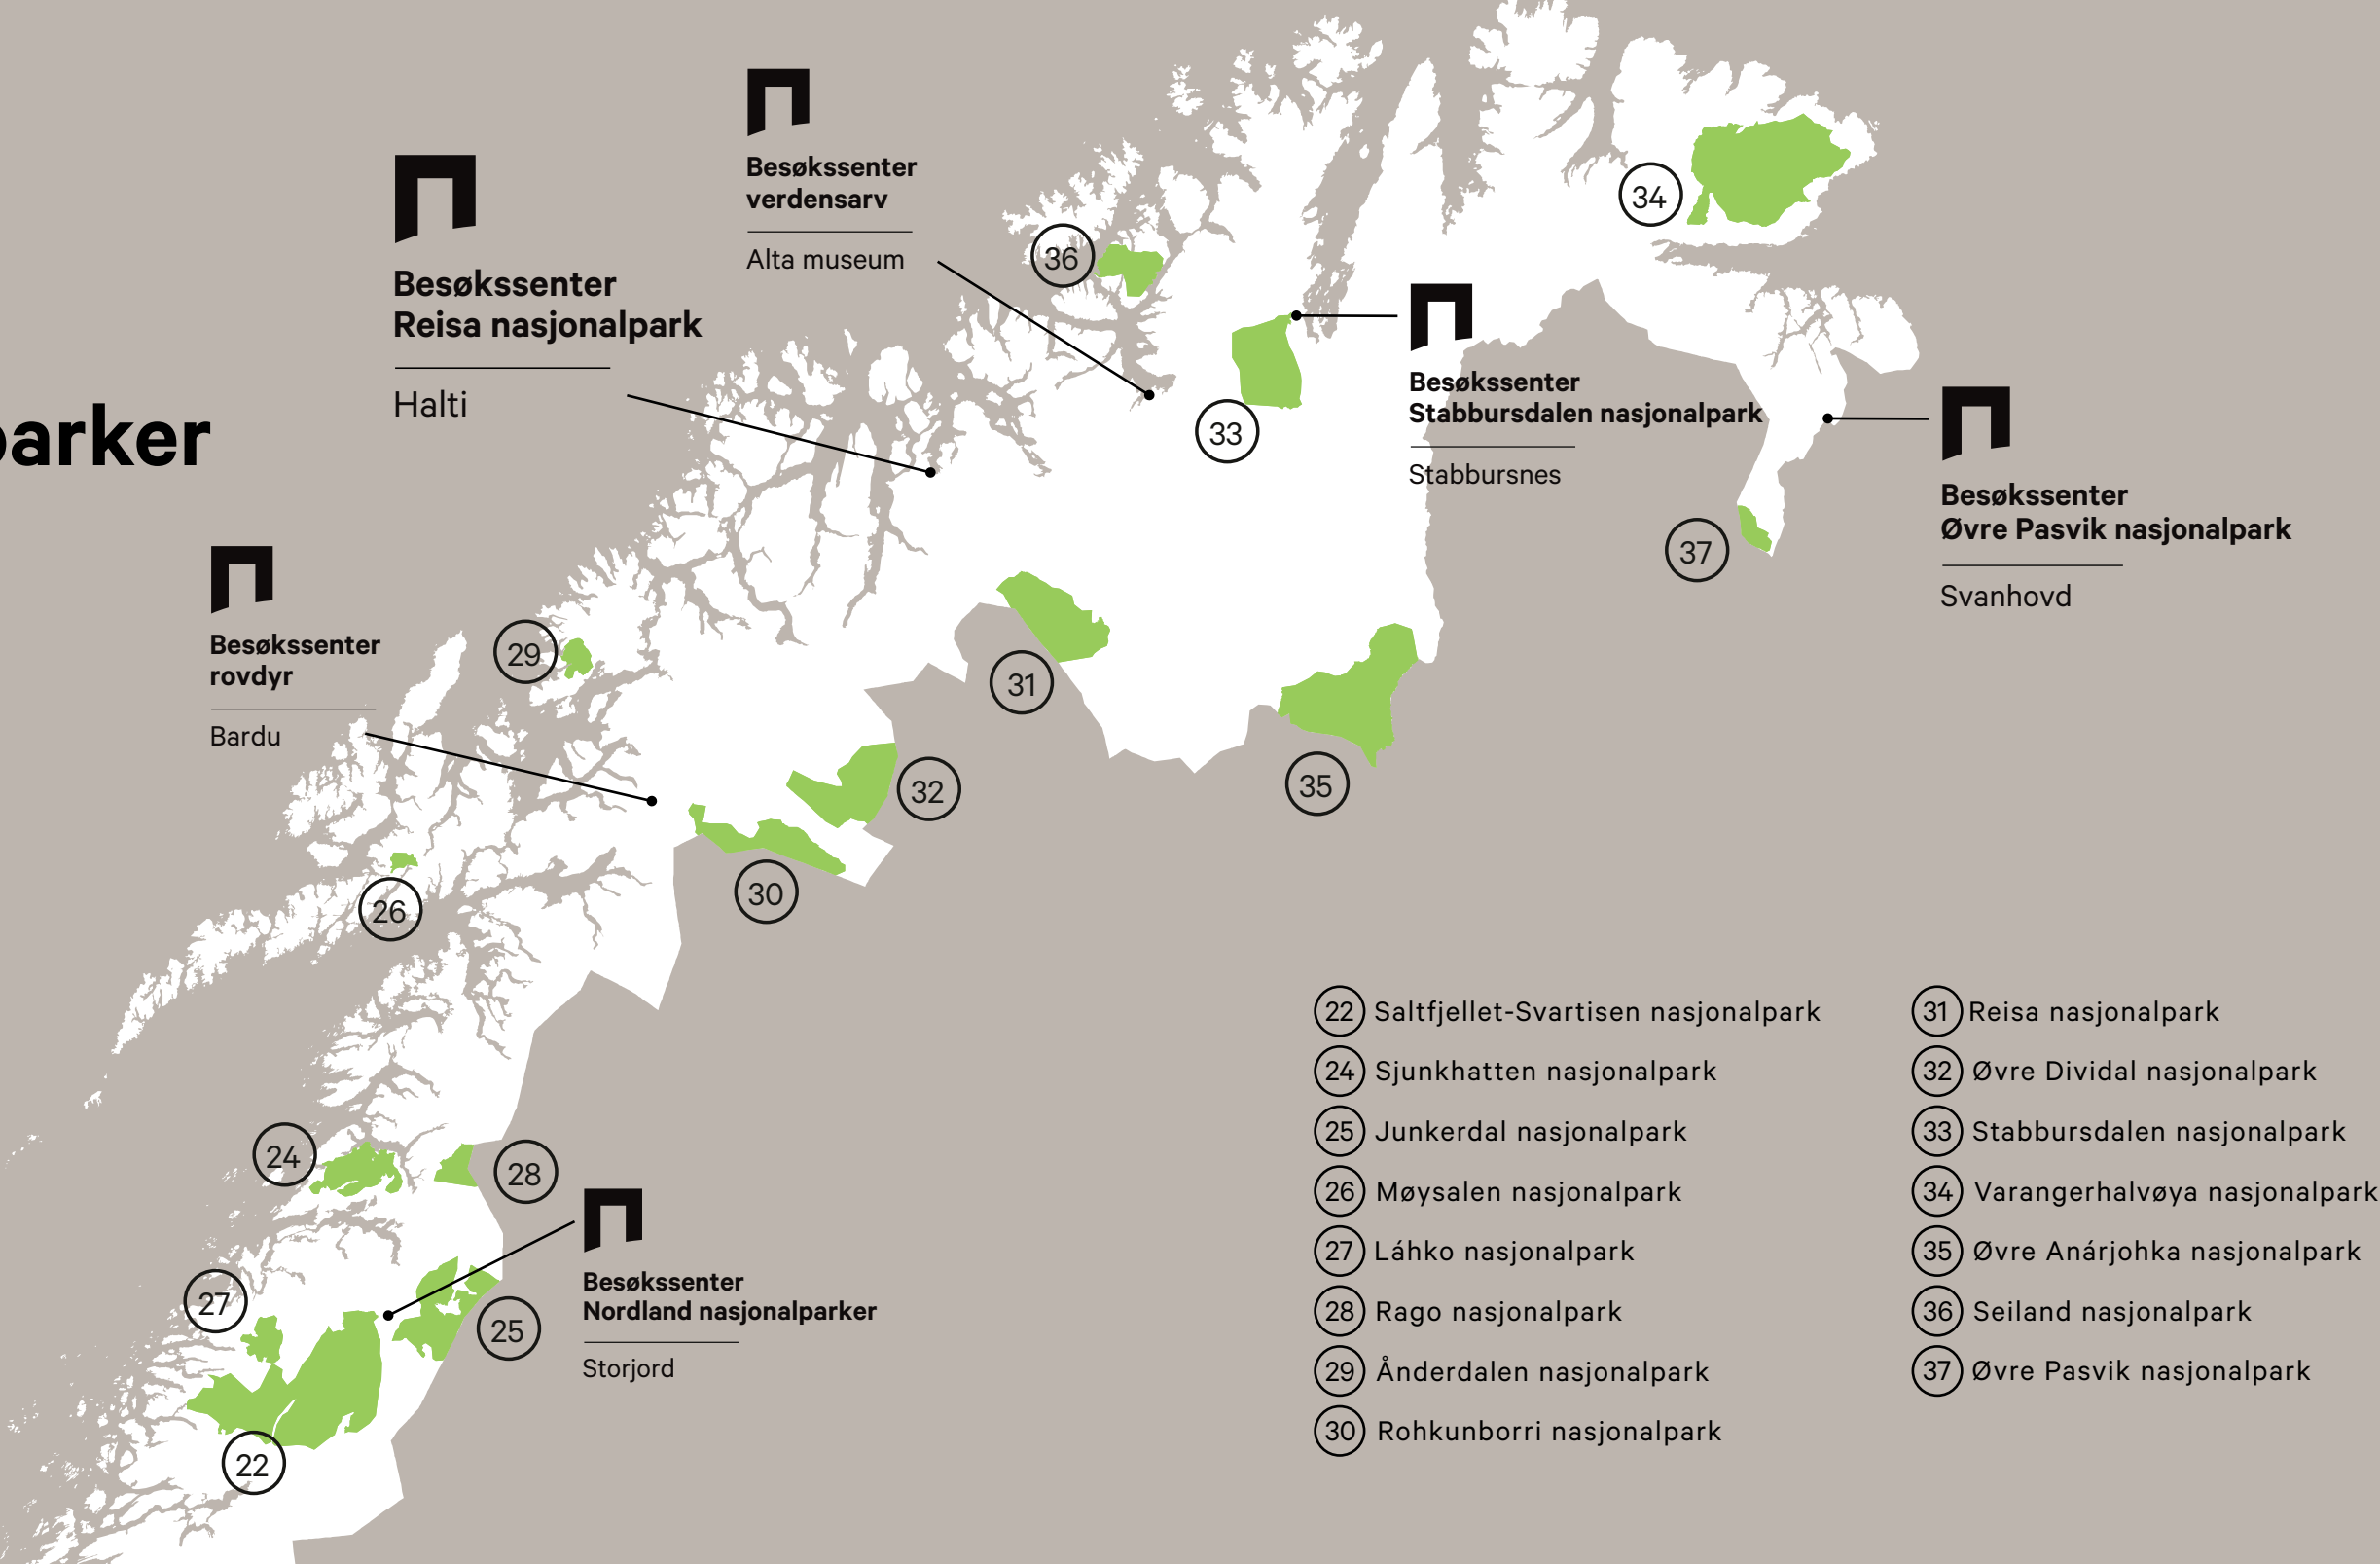 Besøkssenter
verdensarv
Alta museum
Besøkssenter
Reisa nasjonalpark
Halti
parker
Besøkssenter
Stabbursdalen nasjonalpark
Stabbursnes
Besøkssenter
Øvre Pasvik nasjonalpark
Svanhovd
Besøkssenter
rovdyr
Bardu
Besøkssenter
Nordland nasjonalparker
Storjord
34
36
33
37
29
31
32
35
30
26
24
28
27
25
22
22 Saltfjellet-Svartisen nasjonalpark
24 Sjunkhatten nasjonalpark
25 Junkerdal nasjonalpark
26 Møysalen nasjonalpark
27 Láhko nasjonalpark
28 Rago nasjonalpark
29 Ånderdalen nasjonalpark
30 Rohkunborri nasjonalpark
31 Reisa nasjonalpark
32 Øvre Dividal nasjonalpark
33 Stabbursdalen nasjonalpark
34 Varangerhalvøya nasjonalpark
35 Øvre Anárjohka nasjonalpark
36 Seiland nasjonalpark
37 Øvre Pasvik nasjonalpark